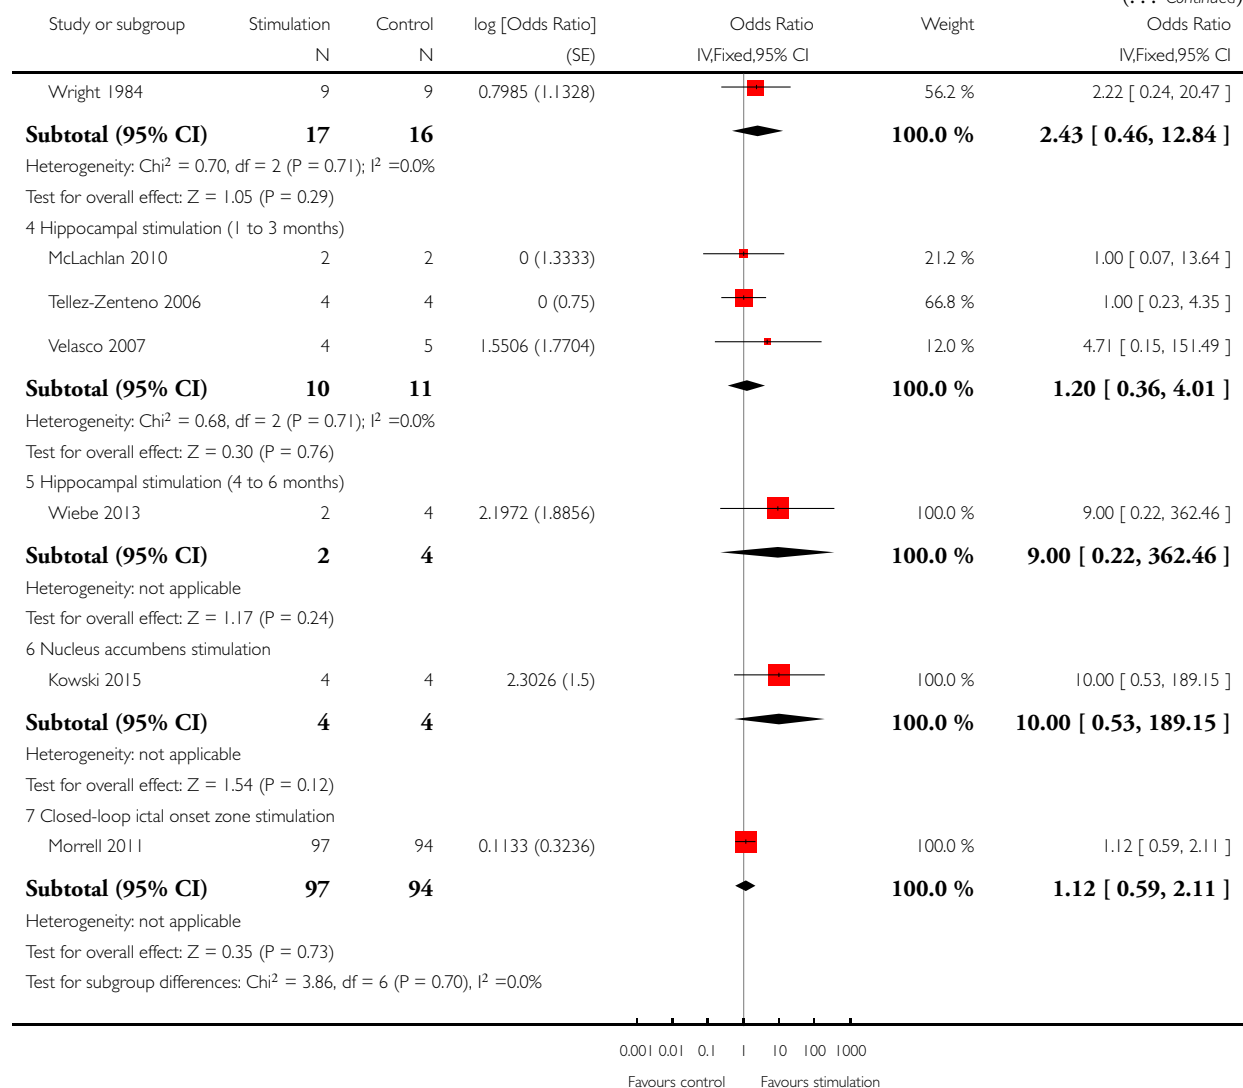 (. . . Continued)
Study or subgroup Stimulation Control log [Odds Ratio] Odds Ratio Weight Odds Ratio
N N (SE) IV,Fixed,95% CI IV,Fixed,95% CI
Wright 1984 9 9 0.7985 (1.1328) 56.2 % 2.22 [ 0.24, 20.47 ]
Subtotal (95% CI) 17 16 100.0 % 2.43 [ 0.46, 12.84 ]
Heterogeneity: Chi² = 0.70, df = 2 (P = 0.71); I² =0.0%
Test for overall effect: Z = 1.05 (P = 0.29)
4 Hippocampal stimulation (1 to 3 months)
McLachlan 2010 2 2 0 (1.3333) 21.2 % 1.00 [ 0.07, 13.64 ]
Tellez-Zenteno 2006 4 4 0 (0.75) 66.8 % 1.00 [ 0.23, 4.35 ]
Velasco 2007 4 5 1.5506 (1.7704) 12.0 % 4.71 [ 0.15, 151.49 ]
Subtotal (95% CI) 10 11 100.0 % 1.20 [ 0.36, 4.01 ]
Heterogeneity: Chi² = 0.68, df = 2 (P = 0.71); I² =0.0%
Test for overall effect: Z = 0.30 (P = 0.76)
5 Hippocampal stimulation (4 to 6 months)
Wiebe 2013 2 4 2.1972 (1.8856) 100.0 % 9.00 [ 0.22, 362.46 ]
Subtotal (95% CI) 2 4 100.0 % 9.00 [ 0.22, 362.46 ]
Heterogeneity: not applicable
Test for overall effect: Z = 1.17 (P = 0.24)
6 Nucleus accumbens stimulation
Kowski 2015 4 4 2.3026 (1.5) 100.0 % 10.00 [ 0.53, 189.15 ]
Subtotal (95% CI) 4 4 100.0 % 10.00 [ 0.53, 189.15 ]
Heterogeneity: not applicable
Test for overall effect: Z = 1.54 (P = 0.12)
7 Closed-loop ictal onset zone stimulation
Morrell 2011 97 94 0.1133 (0.3236) 100.0 % 1.12 [ 0.59, 2.11 ]
Subtotal (95% CI) 97 94 100.0 % 1.12 [ 0.59, 2.11 ]
Heterogeneity: not applicable
Test for overall effect: Z = 0.35 (P = 0.73)
Test for subgroup differences: Chi² = 3.86, df = 6 (P = 0.70), I² =0.0%
0.001 0.01 0.1 1 10 100 1000
Favours control Favours stimulation